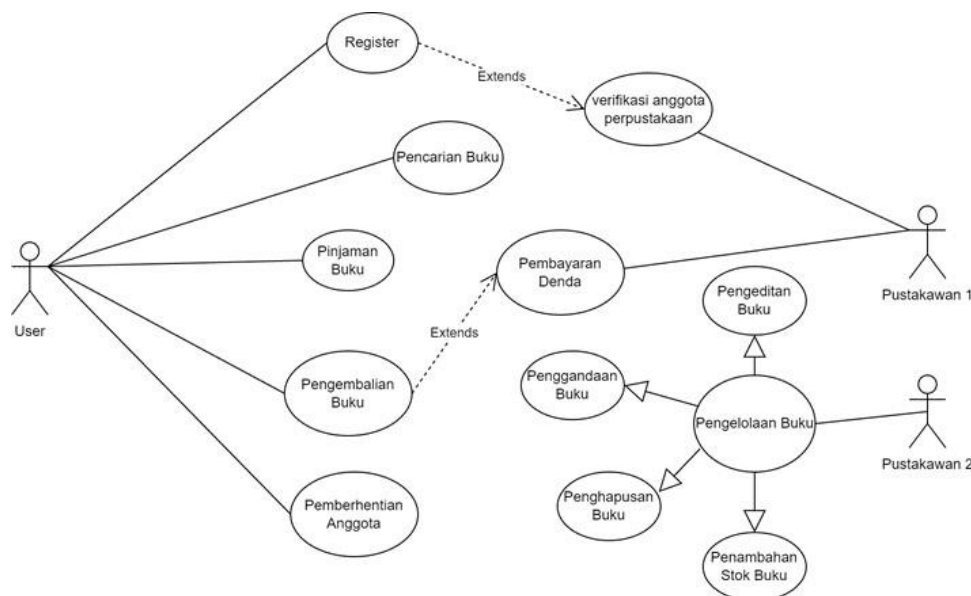 Register
Extends
verifikasi anggota
perpustakaan
Pencarian Buku
Pinjaman
Buku
Pembayaran
Denda
Pustakawan 1
Pengeditan
Buku
User
Extends
Pengembalian
Buku
Penggandaan
Buku
Pengelolaan Buku
Pustakawan 2
Penghapusan
Buku
Pemberhentian
Anggota
Penambahan
Stok Buku